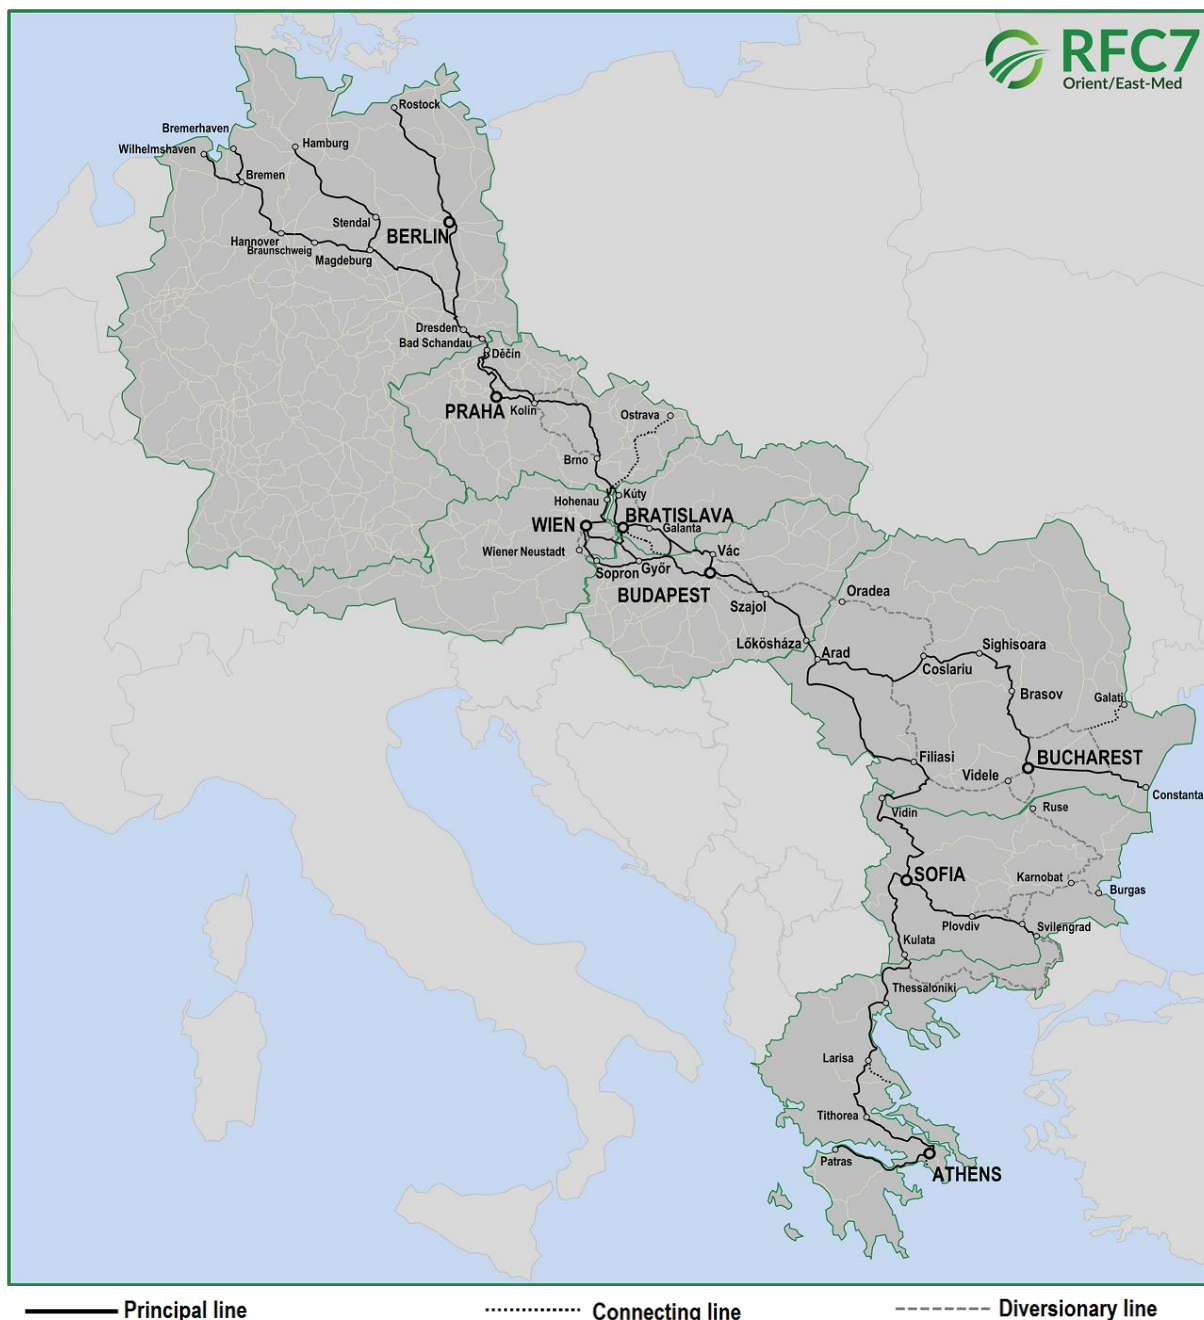 RFC7
Orient/East-Med
Rostock
Bremerhaven
Hamburg
Wilhelmshaven
Bremen
Stendal
BERLIN
Hannover
Braunschweig
Magdeburg
Dresden
Bad Schandau
Děčín
PRAHA
Kolín
Ostrava
Brno
Hohenau
Kúty
WIEN
BRATISLAVA
Galanta
Wiener Neustadt
Vác
Sopron
Győr
BUDAPEST
Szajol
Oradea
Lőkösháza
Arad
Sighisoara
Coslariu
Brasov
Galati
Filiasi
BUCHAREST
Videle
Constanta
Vidin
Ruse
SOFIA
Karnobat
Burgas
Plovdiv
Svilengrad
Kulata
Thessaloniki
Larisa
Tithorea
Patras
ATHENS
Principal line
Connecting line
Diversionary line